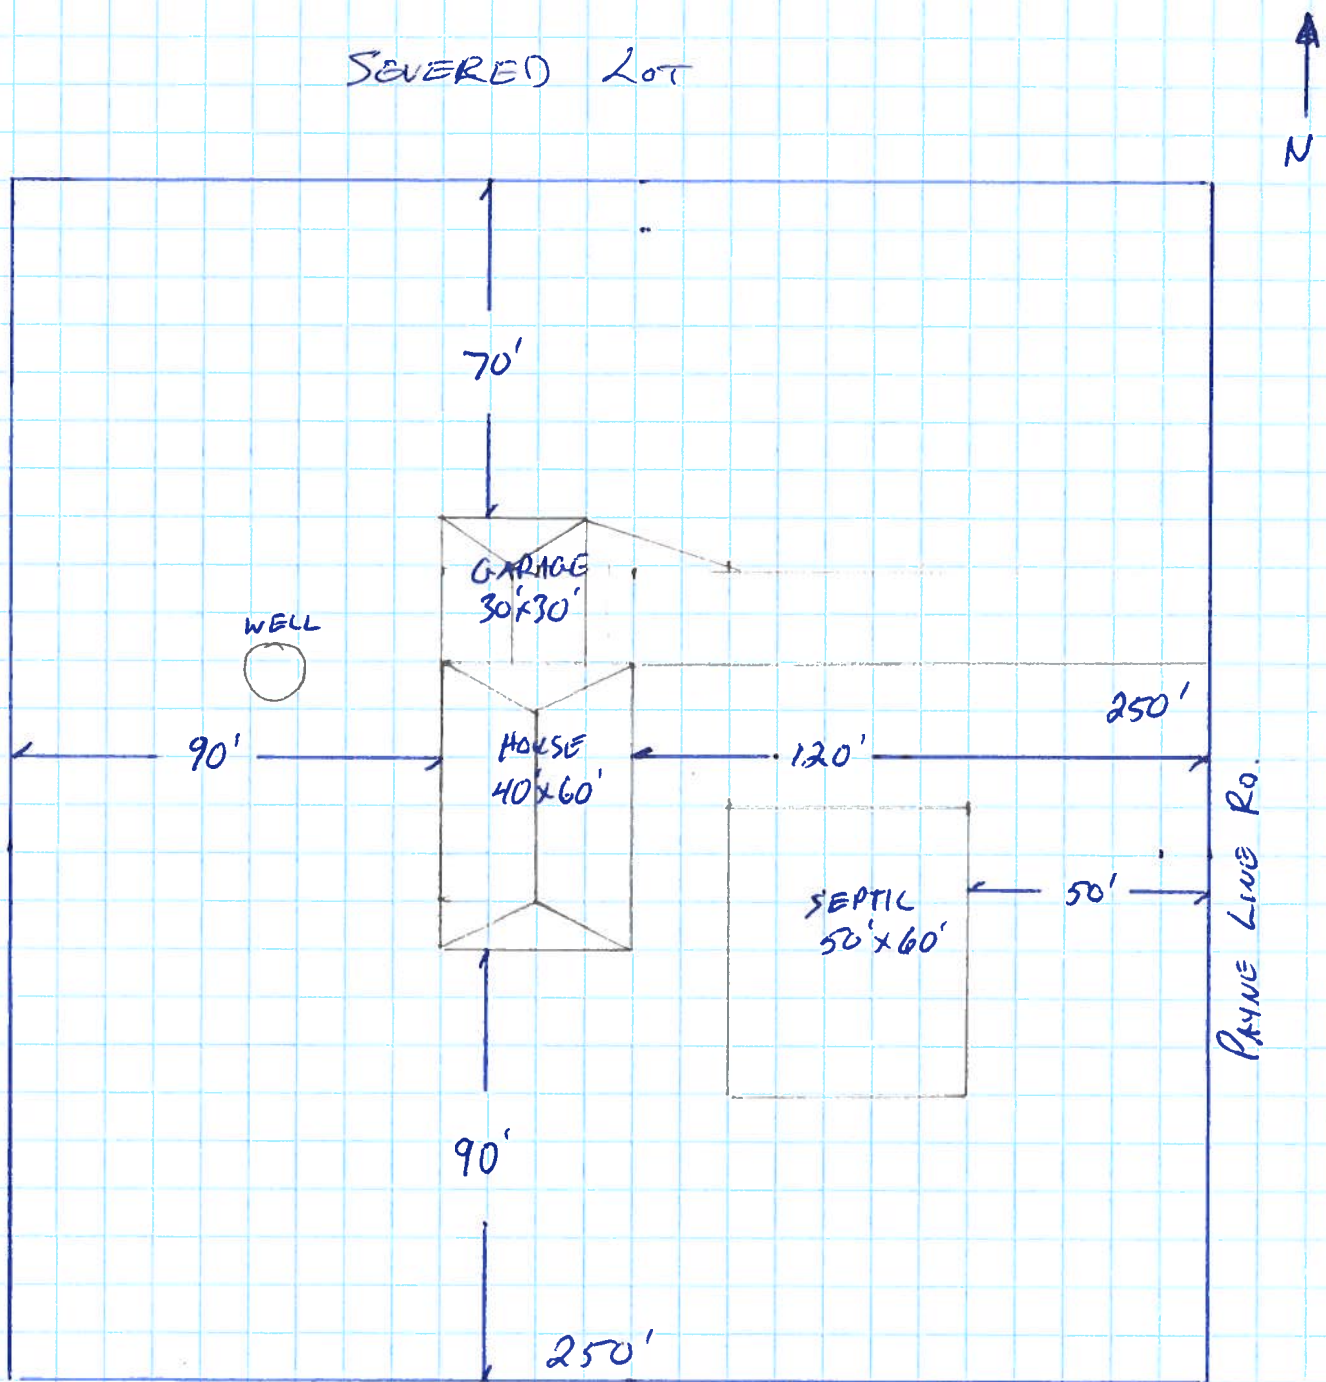 SEVERED LOT
N
70'
GARAGE
30'x30'
WELL
250'
90'
HOUSE
40'x60'
120'
SEPTIC
50'x60'
50'
PAYNE LINE RD.
90'
250'